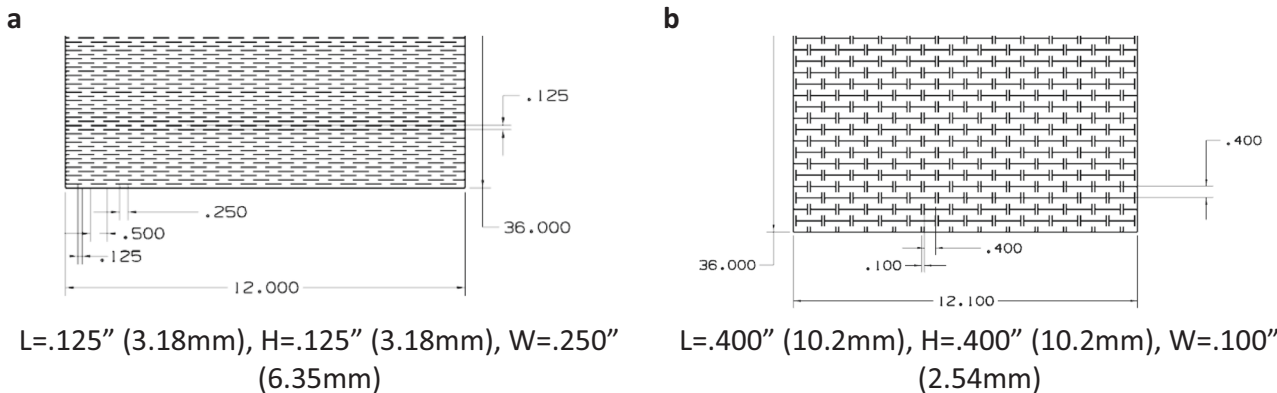 a
.125
.250
.500
36.000
.125
12.000
L=.125” (3.18mm), H=.125” (3.18mm), W=.250”
(6.35mm)
b
.400
.400
36.000
.100
12.100
L=.400” (10.2mm), H=.400” (10.2mm), W=.100”
(2.54mm)